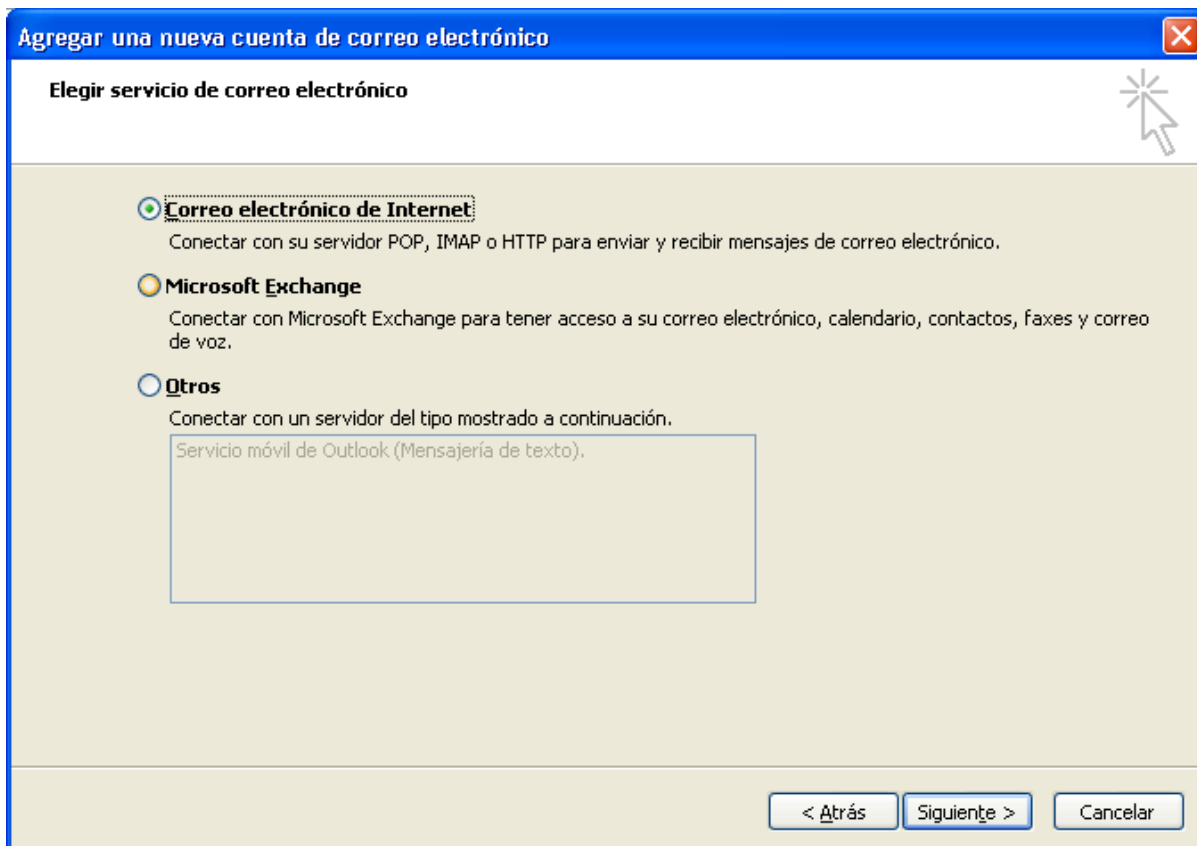 Agregar una nueva cuenta de correo electrónico
Elegir servicio de correo electrónico
Correo electrónico de Internet
Conectar con su servidor POP, IMAP o HTTP para enviar y recibir mensajes de correo electrónico.
Microsoft Exchange
Conectar con Microsoft Exchange para tener acceso a su correo electrónico, calendario, contactos, faxes y correo
de voz.
Otros
Conectar con un servidor del tipo mostrado a continuación.
Servicio móvil de Outlook (Mensajería de texto).
< Atrás Siguiente > Cancelar